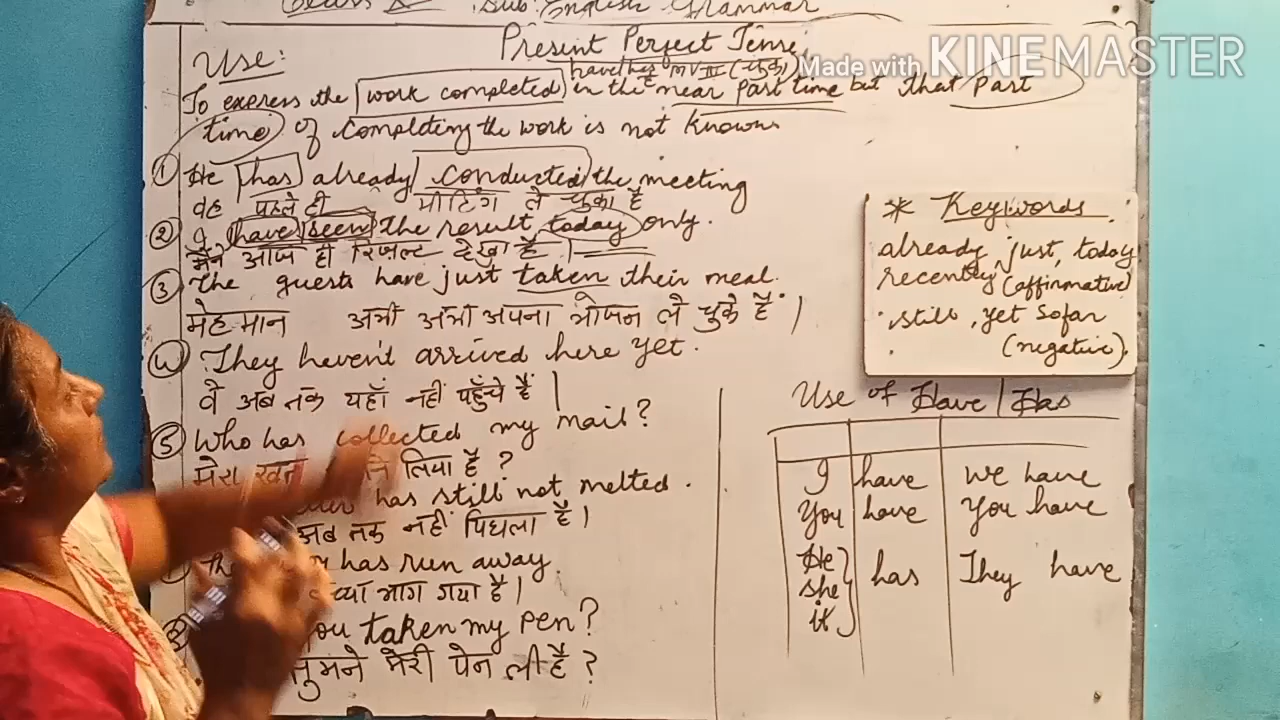 Class X Sub: English Grammar
Present Perfect Tense
Use:
have/has MV III (चुका)
To express the work completed in the near Part time but that Part
time of completing the work is not known
① He has already conducted the meeting
वह पहले ही मीटिंग ले चुका है
② I have seen the result today only.
मैंने आज ही रिजल्ट देखा है।
③ The guests have just taken their meal.
मेहमान अभी अभी अपना भोजन ले चुके हैं।
④ They haven't arrived here yet.
वे अब तक यहाँ नहीं पहुँचे हैं।
⑤ Who has collected my mail?
मेरा खत ने लिया है?
has still not melted.
अब तक नहीं पिघला है।
has run away
भाग गया है।
you taken my pen?
तुमने मेरी पेन ली है?
* Keywords
already, just, today
recently (affirmative)
still, yet Sofar
(negative).
Use of Have | Has
I have We have
You have You have
He
she has They have
it
Made with KINEMASTER